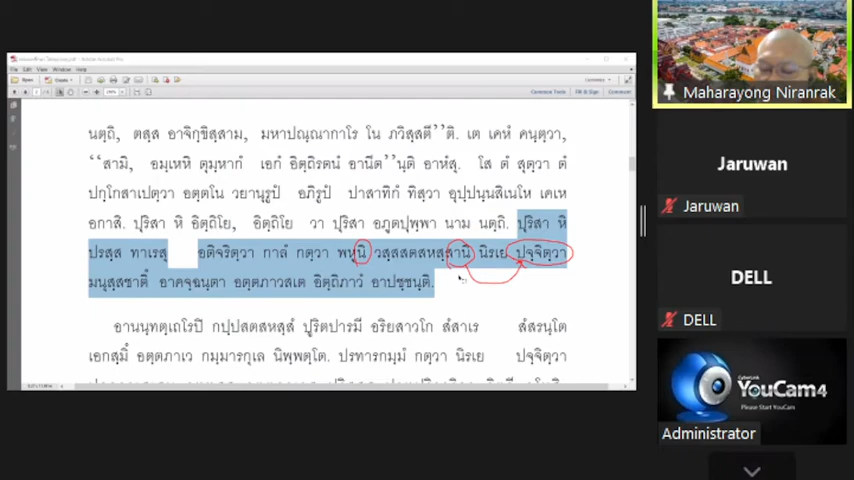 File Edit View Window
Common Tools Fill & Sign Comment
นตฺถิ, ตสฺส อาจิกฺขิสฺสาม, มหาปณฺณากาโร โน ภวิสฺสตี’’ติ. เต เคหํ คนฺตฺวา,
‘‘สามิ, อมฺเหหิ ตุมฺหากํ เอกํ อิตฺถิรตนํ อานีต’’นฺติ อาหํสุ. โส ตํ สุตฺวา ตํ
ปกฺโกสาเปตฺวา อตฺตโน วยานุรูปํ อภิรูปํ ปาสาทิกํ ทิสฺวา อุปฺปนฺนสิเนโห เคเห
อกาสิ. ปุริสา หิ อิตฺถิโย, อิตฺถิโย วา ปุริสา อภูตปุพฺพา นาม นตฺถิ. ปุริสา หิ
ปรสฺส ทาเรสุ อติจริตฺวา กาลํ กตฺวา พหูนิ วสฺสสตสหสฺสานิ นิรเย ปจฺจิตฺวา
มนุสฺสชาตึ อาคจฺฉนฺตา อตฺตภาวสเต อิตฺถิภาวํ อาปชฺชนฺติ.
อานนฺทตฺเถโรปิ กปฺปสตสหสฺสํ ปูริตปารมี อริยสาวโก สํสาเร สํสรนฺโต
เอกสฺมึ อตฺตภาเว กมฺมารกุเล นิพฺพตฺโต. ปรทารกมฺมํ กตฺวา นิรเย ปจฺจิตฺวา
Maharayong Niranrak
Jaruwan
Jaruwan
DELL
DELL
CyberLink
YouCam4
Please Start YouCam
Administrator